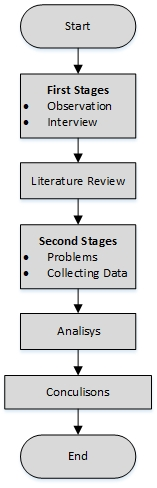 Start
First Stages
• Observation
• Interview
Literature Review
Second Stages
• Problems
• Collecting Data
Analisys
Conculisons
End